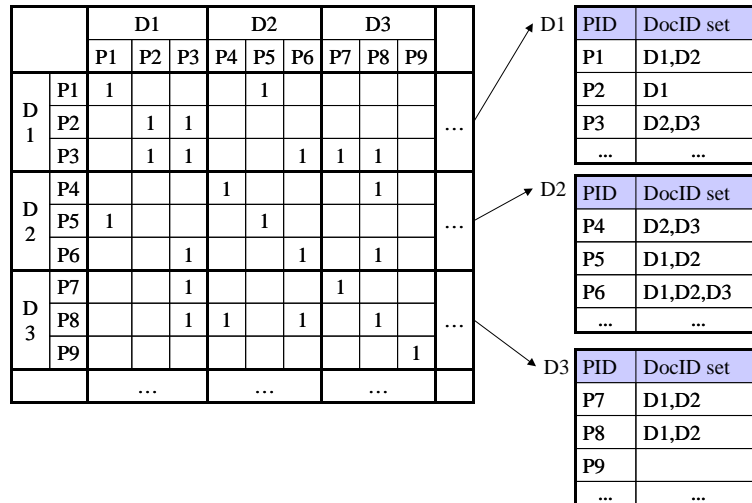 D1 D2 D3
P1 P2 P3 P4 P5 P6 P7 P8 P9
D 1
P1 1 1
P2 1 1
P3 1 1 1 1 1
…
D 2
P4 1 1
P5 1 1
P6 1 1 1
…
D 3
P7 1 1
P8 1 1 1 1
P9 1
…
… … …
D1
PID DocID set
P1 D1,D2
P2 D1
P3 D2,D3
... ...
D2
PID DocID set
P4 D2,D3
P5 D1,D2
P6 D1,D2,D3
... ...
D3
PID DocID set
P7 D1,D2
P8 D1,D2
P9
... ...